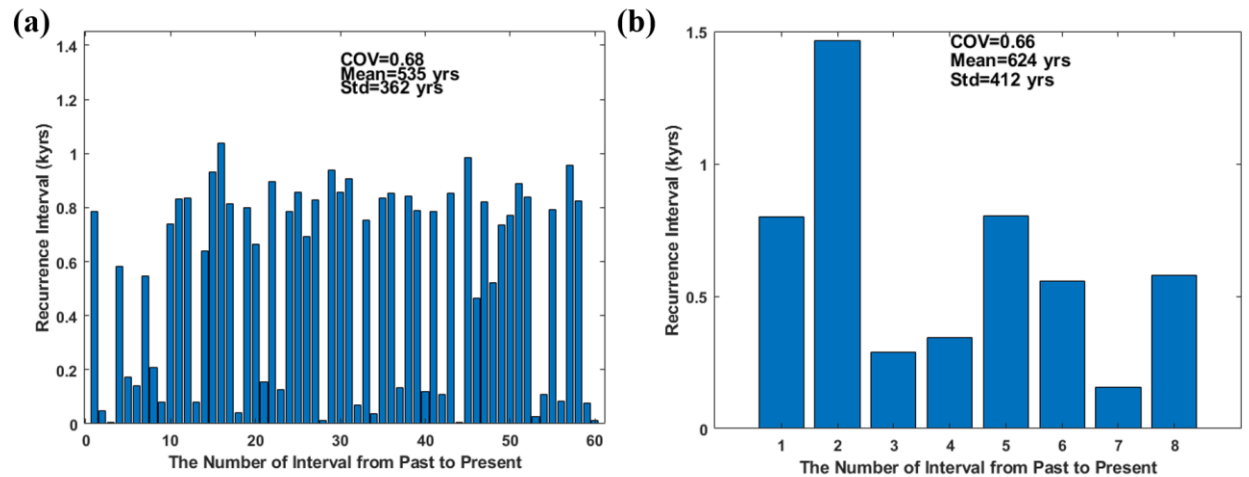 (a)
COV=0.68
Mean=535 yrs
Std=362 yrs
Recurrence Interval (kyrs)
1.4
1.2
1
0.8
0.6
0.4
0.2
0
0 10 20 30 40 50 60
The Number of Interval from Past to Present
(b)
COV=0.66
Mean=624 yrs
Std=412 yrs
Recurrence Interval (kyrs)
1.5
1
0.5
0
1 2 3 4 5 6 7 8
The Number of Interval from Past to Present